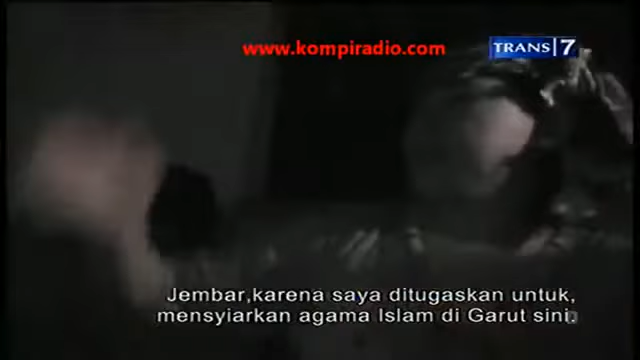 www.kompiradio.com
TRANS|7
Jembar,karena saya ditugaskan untuk,
mensyiarkan agama Islam di Garut sini.